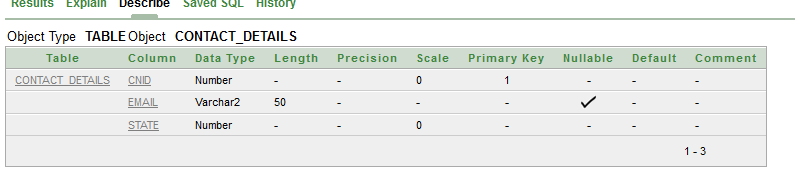 Results Explain Describe Saved SQL History
Object Type TABLE Object CONTACT_DETAILS
Table Column Data Type Length Precision Scale Primary Key Nullable Default Comment
CONTACT_DETAILS CNID Number - - 0 1 - - -
EMAIL Varchar2 50 - - - ✓ - -
STATE Number - - 0 - - - -
1 - 3